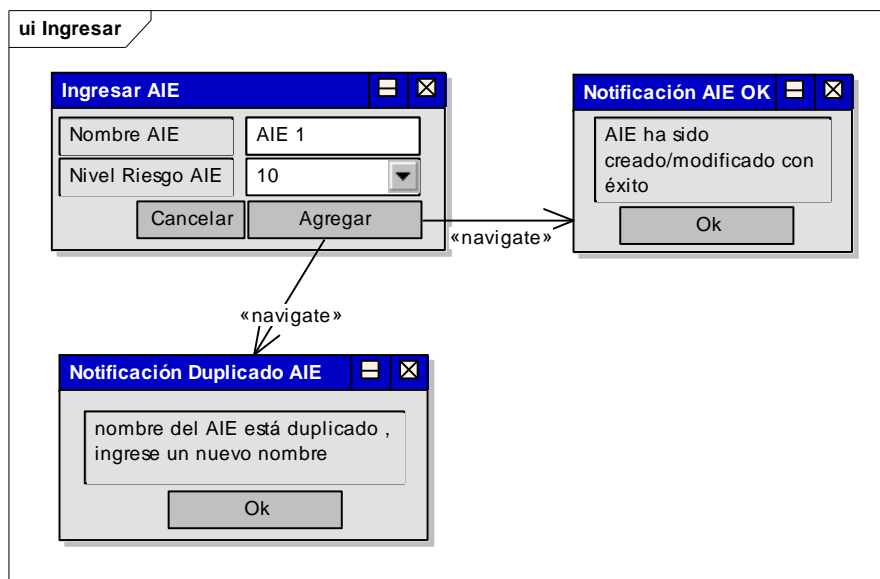 ui Ingresar
Ingresar AIE
Nombre AIE
AIE 1
Nivel Riesgo AIE
10
Cancelar
Agregar
«navigate»
Notificación AIE OK
AIE ha sido
creado/modificado con
éxito
Ok
«navigate»
Notificación Duplicado AIE
nombre del AIE está duplicado ,
ingrese un nuevo nombre
Ok